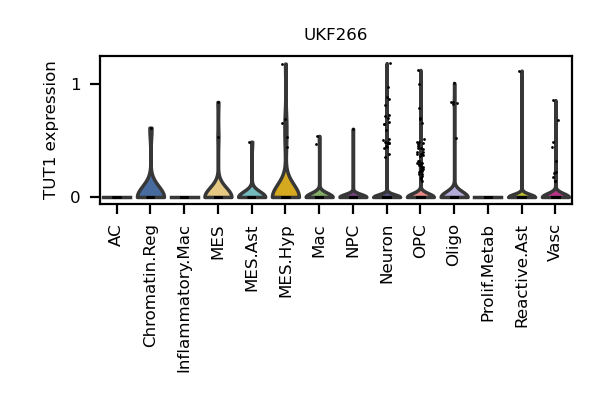 UKF266
TUT1 expression
1
0
AC
Chromatin.Reg
Inflammatory.Mac
MES
MES.Ast
MES.Hyp
Mac
NPC
Neuron
OPC
Oligo
Prolif.Metab
Reactive.Ast
Vasc